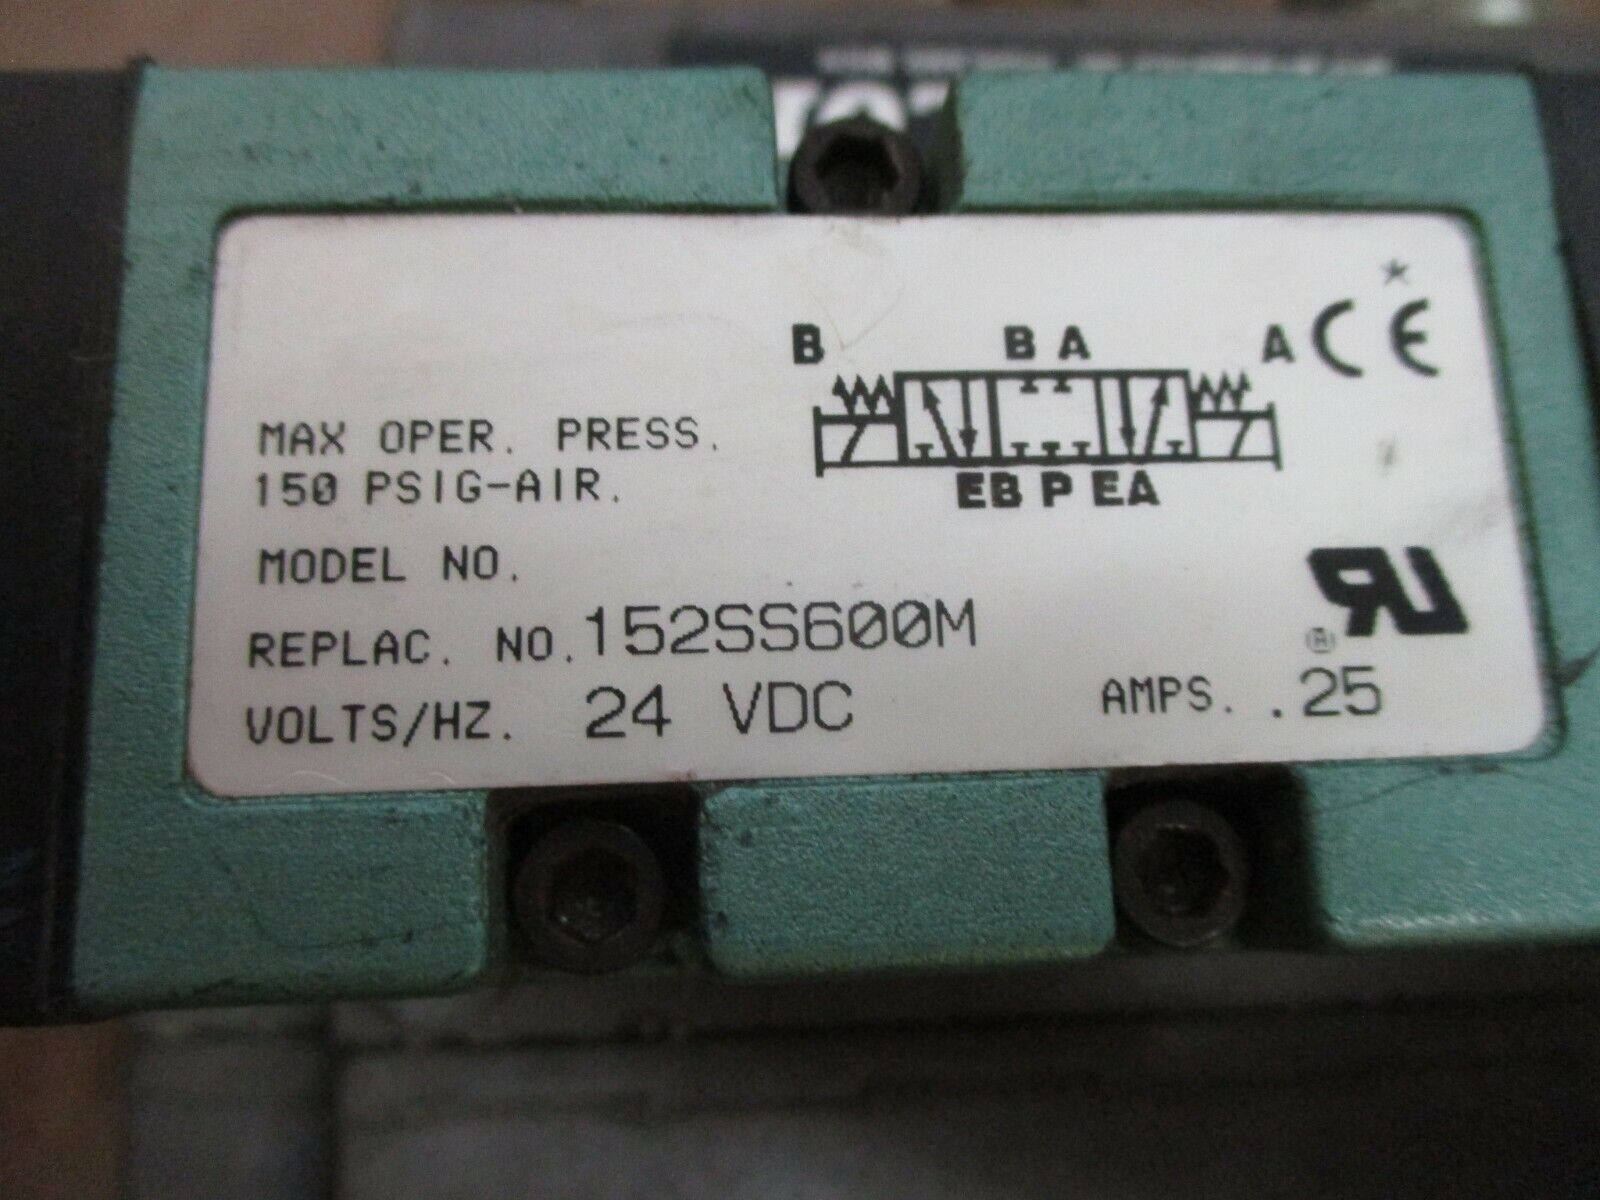 B B A A CE
EB P EA
MAX OPER. PRESS.
150 PSIG-AIR.
MODEL NO.
REPLAC. NO. 152SS600M
VOLTS/HZ. 24 VDC AMPS. .25